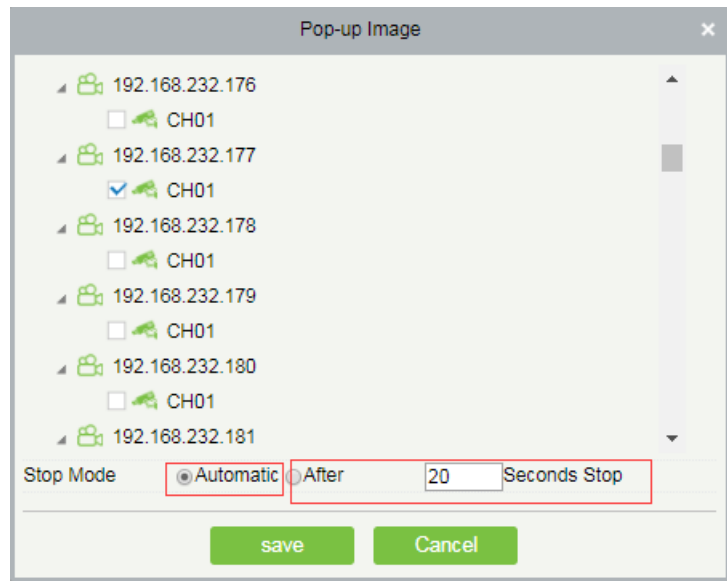 Pop-up Image
192.168.232.176
CH01
192.168.232.177
CH01
192.168.232.178
CH01
192.168.232.179
CH01
192.168.232.180
CH01
192.168.232.181
Stop Mode Automatic After 20 Seconds Stop
save Cancel